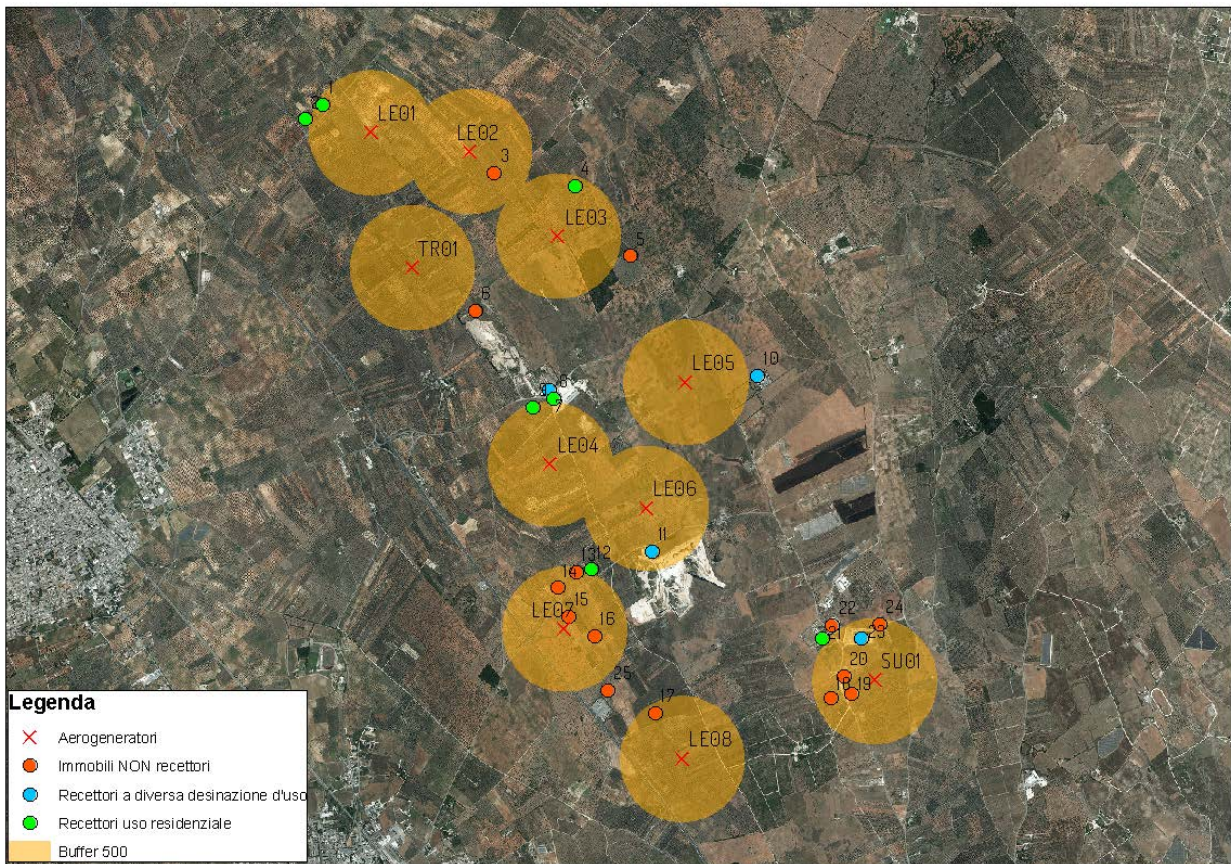 1
2
LE01
LE02
3
4
LE03
TR01
5
6
LE05
10
8
7
LE04
LE06
11
13
12
14
15
LE07
16
22
24
21
23
20
SU01
18
19
25
17
LE08
Legenda
Aerogeneratori
Immobili NON recettori
Recettori a diversa desinazione d'uso
Recettori uso residenziale
Buffer 500